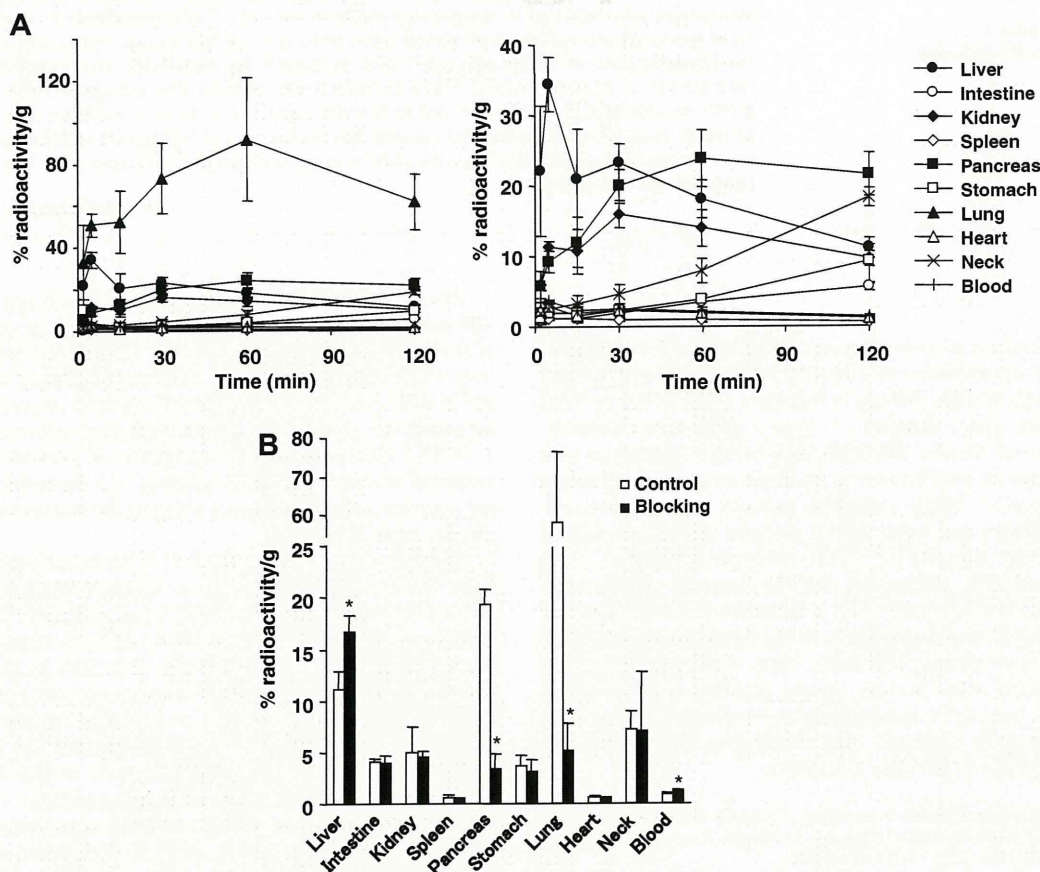 A
% radioactivity/g
120
80
40
0
0
30
60
90
120
Time (min)
% radioactivity/g
40
30
20
10
0
0
30
60
90
120
Time (min)
Liver
Intestine
Kidney
Spleen
Pancreas
Stomach
Lung
Heart
Neck
Blood
B
% radioactivity/g
80
70
60
25
20
15
10
5
0
Control
Blocking
*
*
*
*
Liver
Intestine
Kidney
Spleen
Pancreas
Stomach
Lung
Heart
Neck
Blood